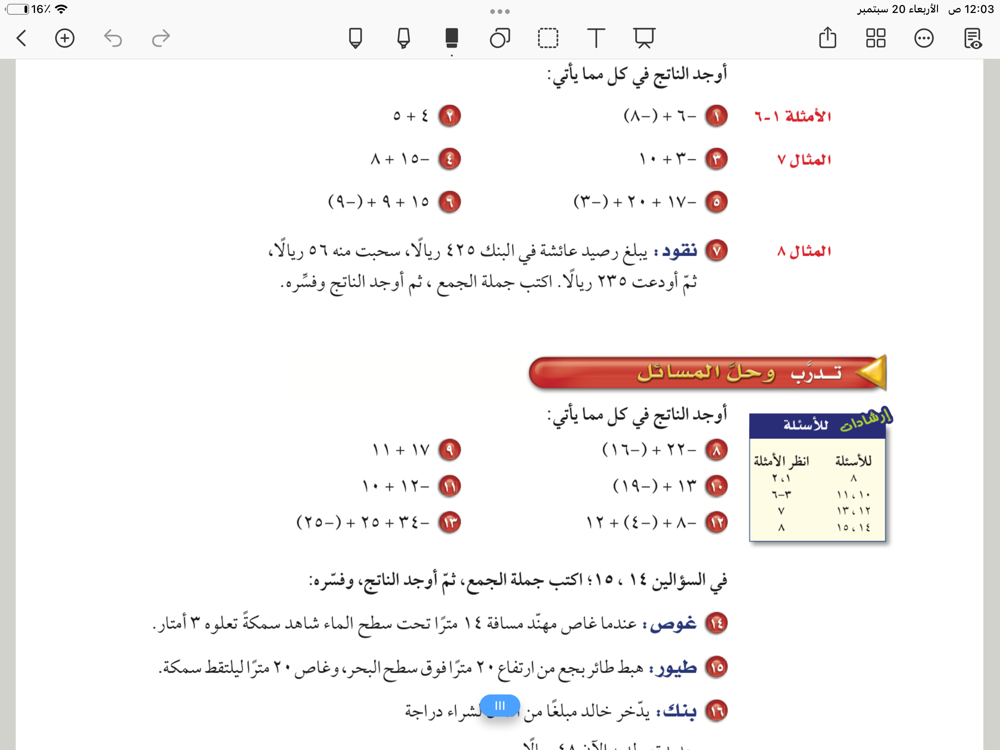 12:03 ص الأربعاء 20 سبتمبر
16٪
أوجد الناتج في كل مما يأتي:
الأمثلة ١-٦ ١ -٦ + (-٨) ٢ ٤ + ٥
المثال ٧ ٣ -٣ + ١٠ ٤ -١٥ + ٨
٥ -١٧ + ٢٠ + (-٣) ٦ ١٥ + ٩ + (-٩)
المثال ٨ ٧ نقود: يبلغ رصيد عائشة في البنك ٤٢٥ ريالًا، سحبت منه ٥٦ ريالًا،
ثمّ أودعت ٢٣٥ ريالًا. اكتب جملة الجمع ، ثم أوجد الناتج وفسِّره.
تـدرَّب وحلَّ المسائل
أوجد الناتج في كل مما يأتي:
إرشادات للأسئلة
للأسئلة انظر الأمثلة
٨ ١، ٢
١٠، ١١ ٣-٦
١٢، ١٣ ٧
١٤، ١٥ ٨
٨ -٢٢ + (-١٦) ٩ ١٧ + ١١
١٠ ١٣ + (-١٩) ١١ -١٢ + ١٠
١٢ -٨ + (-٤) + ١٢ ١٣ -٣٤ + ٢٥ + (-٢٥)
في السؤالين ١٤ ، ١٥؛ اكتب جملة الجمع، ثمّ أوجد الناتج، وفسّره:
١٤ غوص: عندما غاص مهنّد مسافة ١٤ مترًا تحت سطح الماء شاهد سمكةً تعلوه ٣ أمتار.
١٥ طيور: هبط طائر بجع من ارتفاع ٢٠ مترًا فوق سطح البحر، وغاص ٢٠ مترًا ليلتقط سمكة.
١٦ بنك: يدّخر خالد مبلغًا من لشراء دراجة